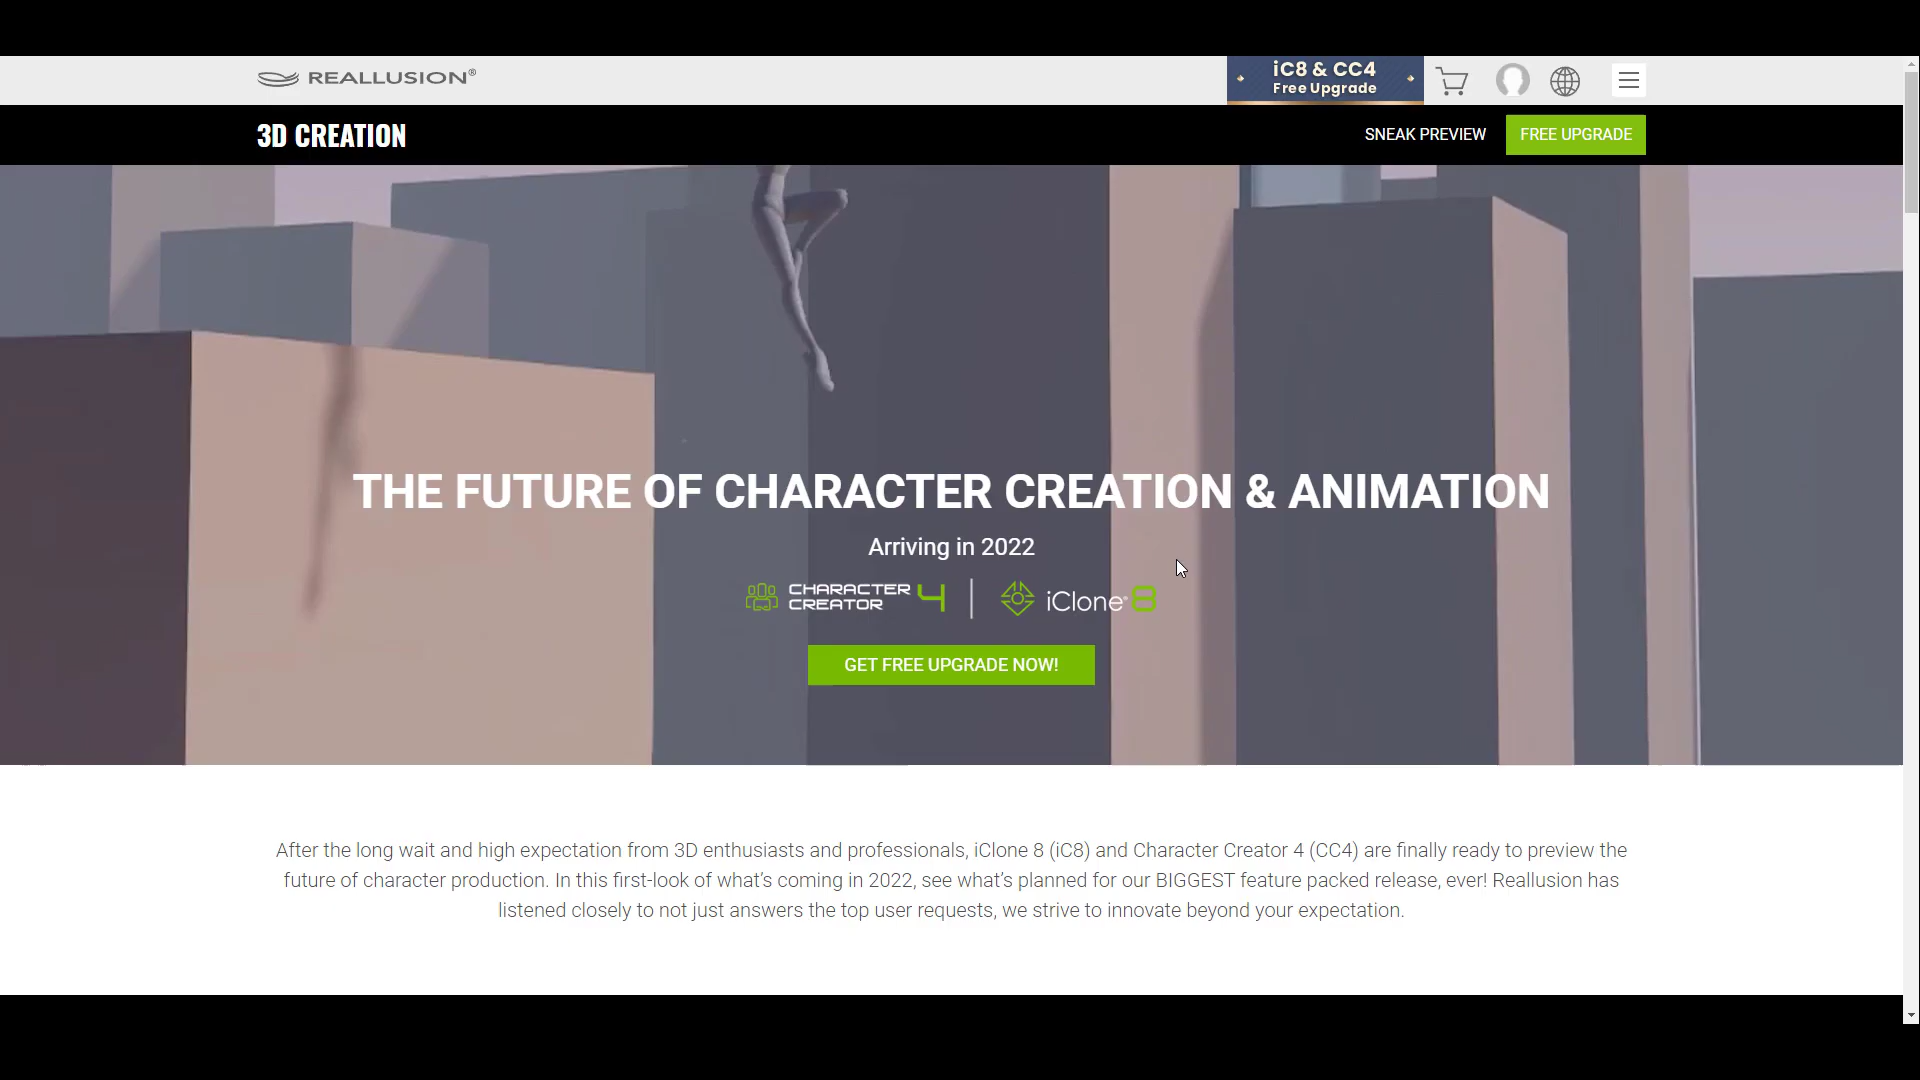 REALLUSION®
iC8 & CC4
Free Upgrade
3D CREATION
SNEAK PREVIEW
FREE UPGRADE
THE FUTURE OF CHARACTER CREATION & ANIMATION
Arriving in 2022
CHARACTER CREATOR 4 | iClone® 8
GET FREE UPGRADE NOW!
After the long wait and high expectation from 3D enthusiasts and professionals, iClone 8 (iC8) and Character Creator 4 (CC4) are finally ready to preview the
future of character production. In this first-look of what's coming in 2022, see what's planned for our BIGGEST feature packed release, ever! Reallusion has
listened closely to not just answers the top user requests, we strive to innovate beyond your expectation.